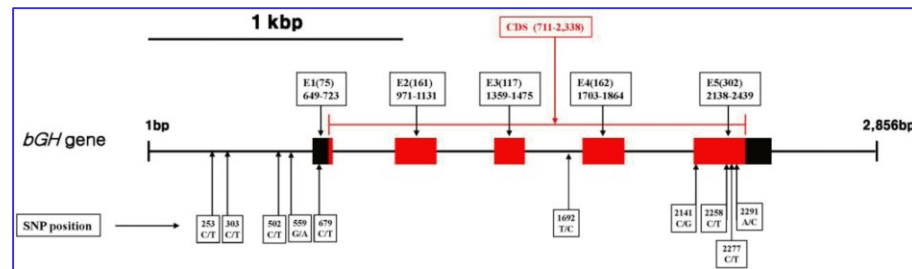 1 kbp
CDS (711-2,338)
E1(75)
649-723
E2(161)
971-1131
E3(117)
1359-1475
E4(162)
1703-1864
E5(302)
2138-2439
1bp
2,856bp
bGH gene
SNP position
253
C/T
303
C/T
502
C/T
559
G/A
679
C/T
1692
T/C
2141
C/G
2258
C/T
2277
C/T
2291
A/C